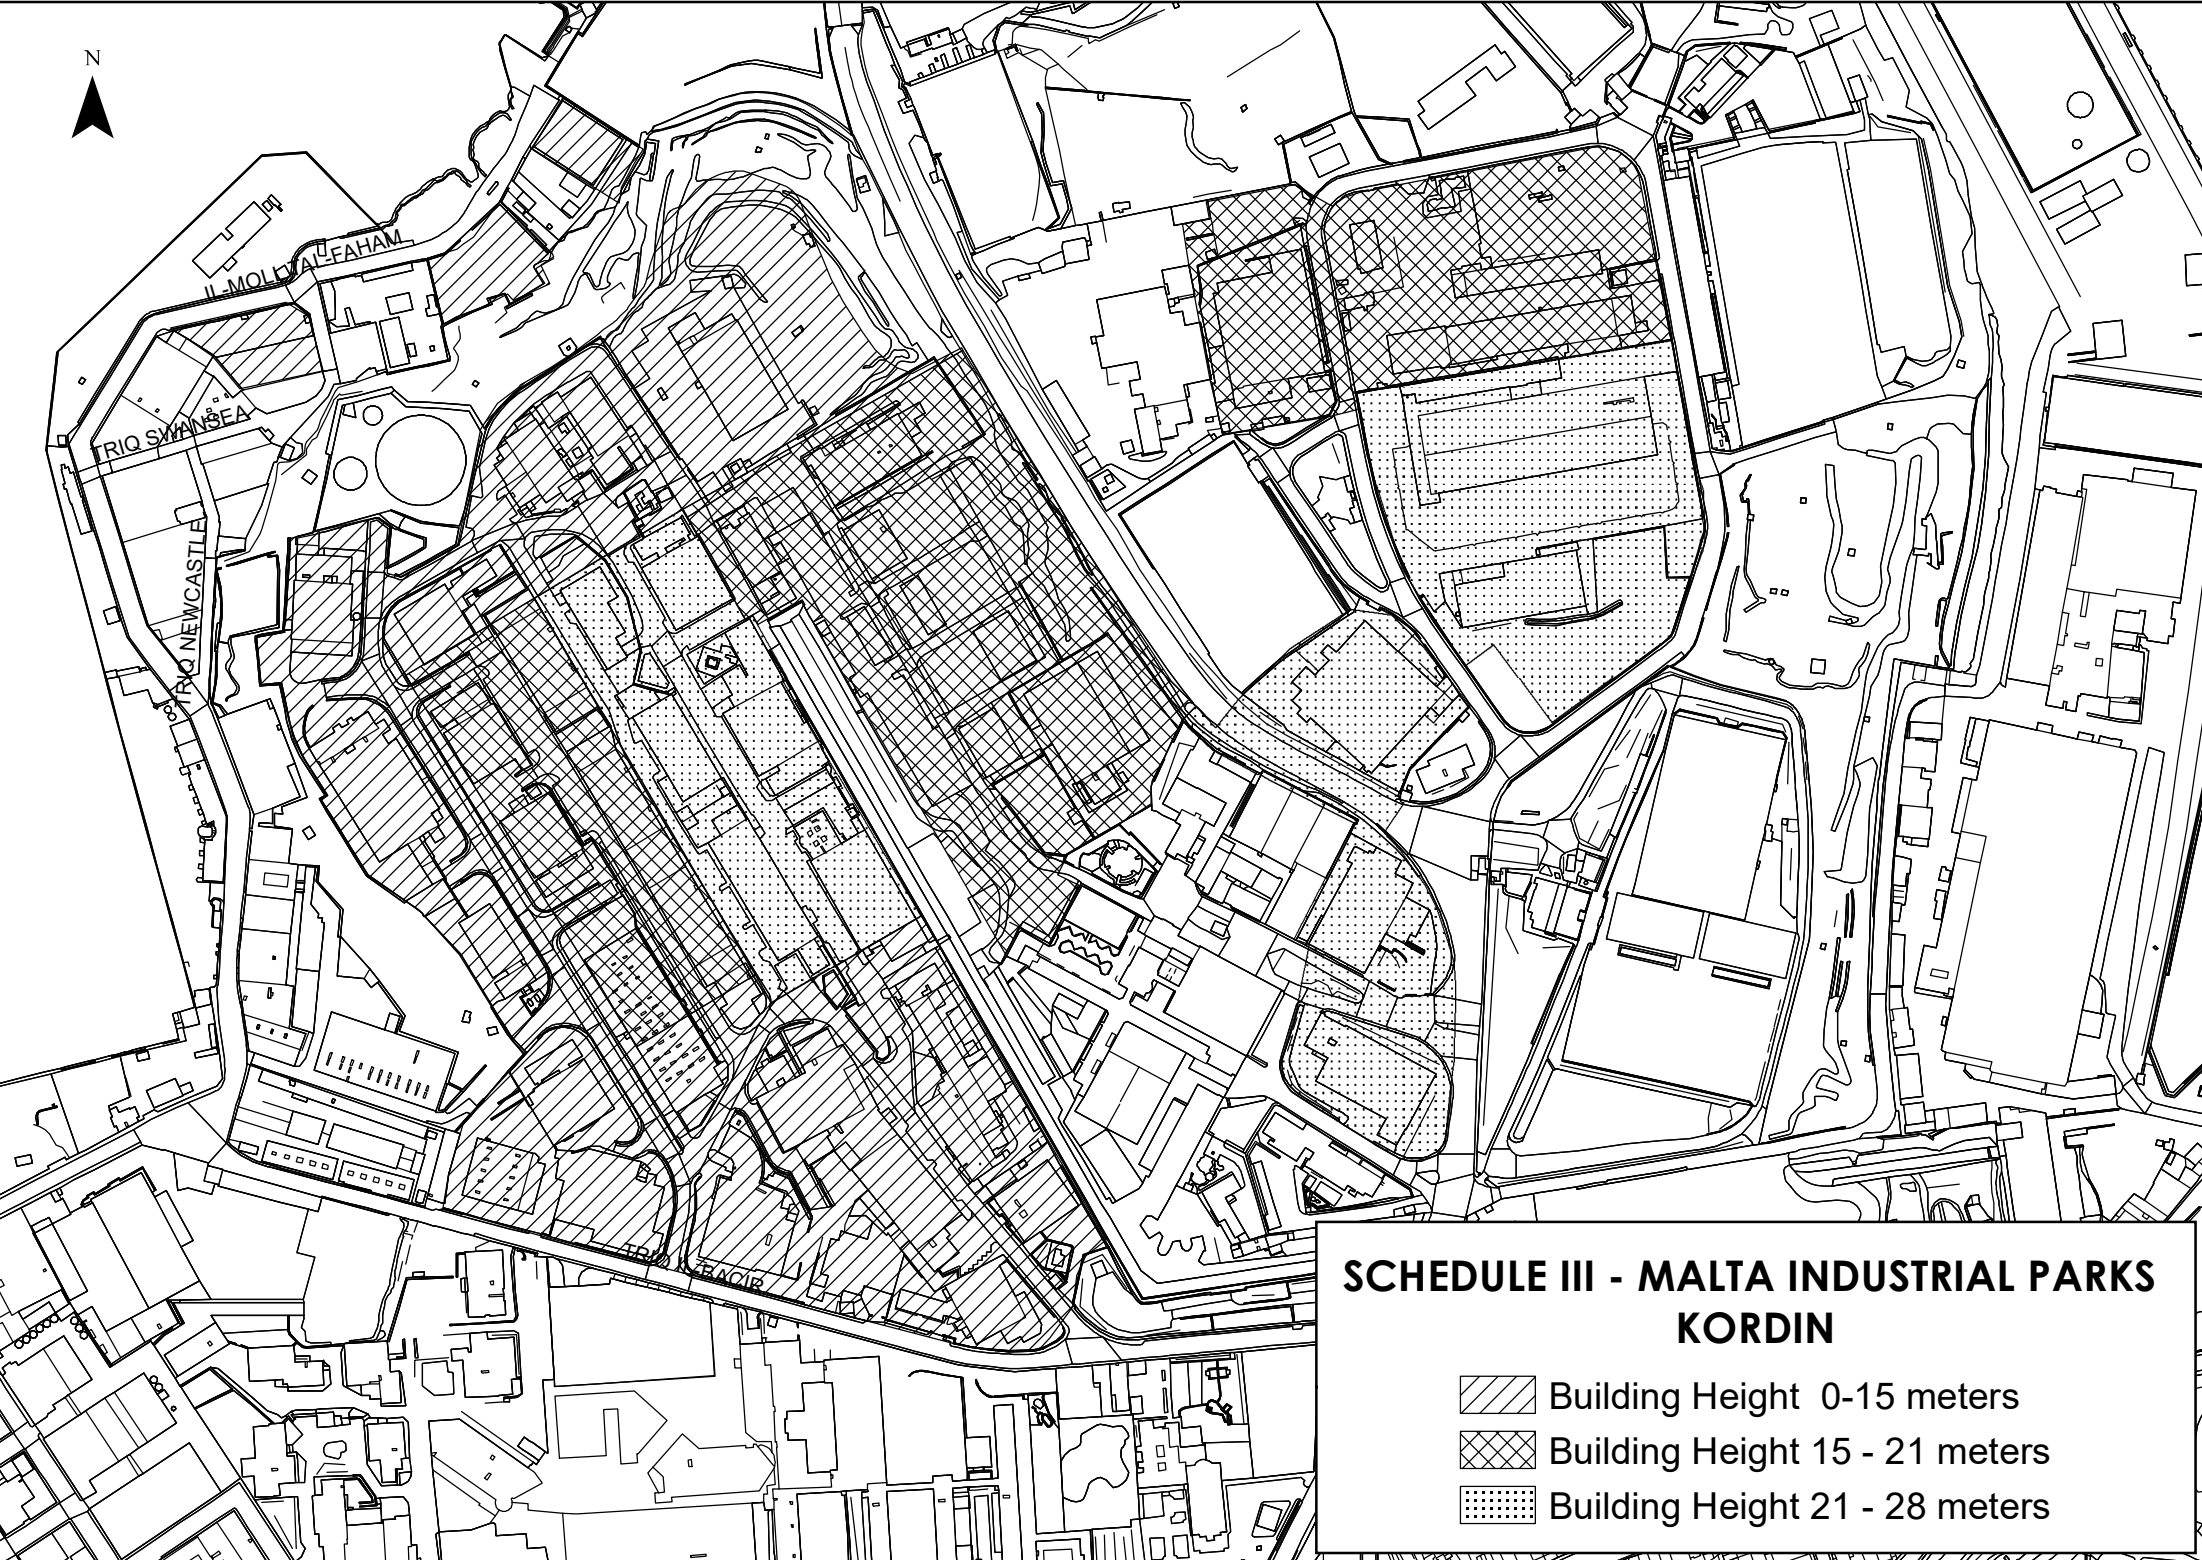 N
IL-MOLL TAL-FAHAM
TRIQ SWANSEA
TRIQ NEWCASTLE
TRIQ
SCHEDULE III - MALTA INDUSTRIAL PARKS
KORDIN
Building Height 0-15 meters
Building Height 15 - 21 meters
Building Height 21 - 28 meters